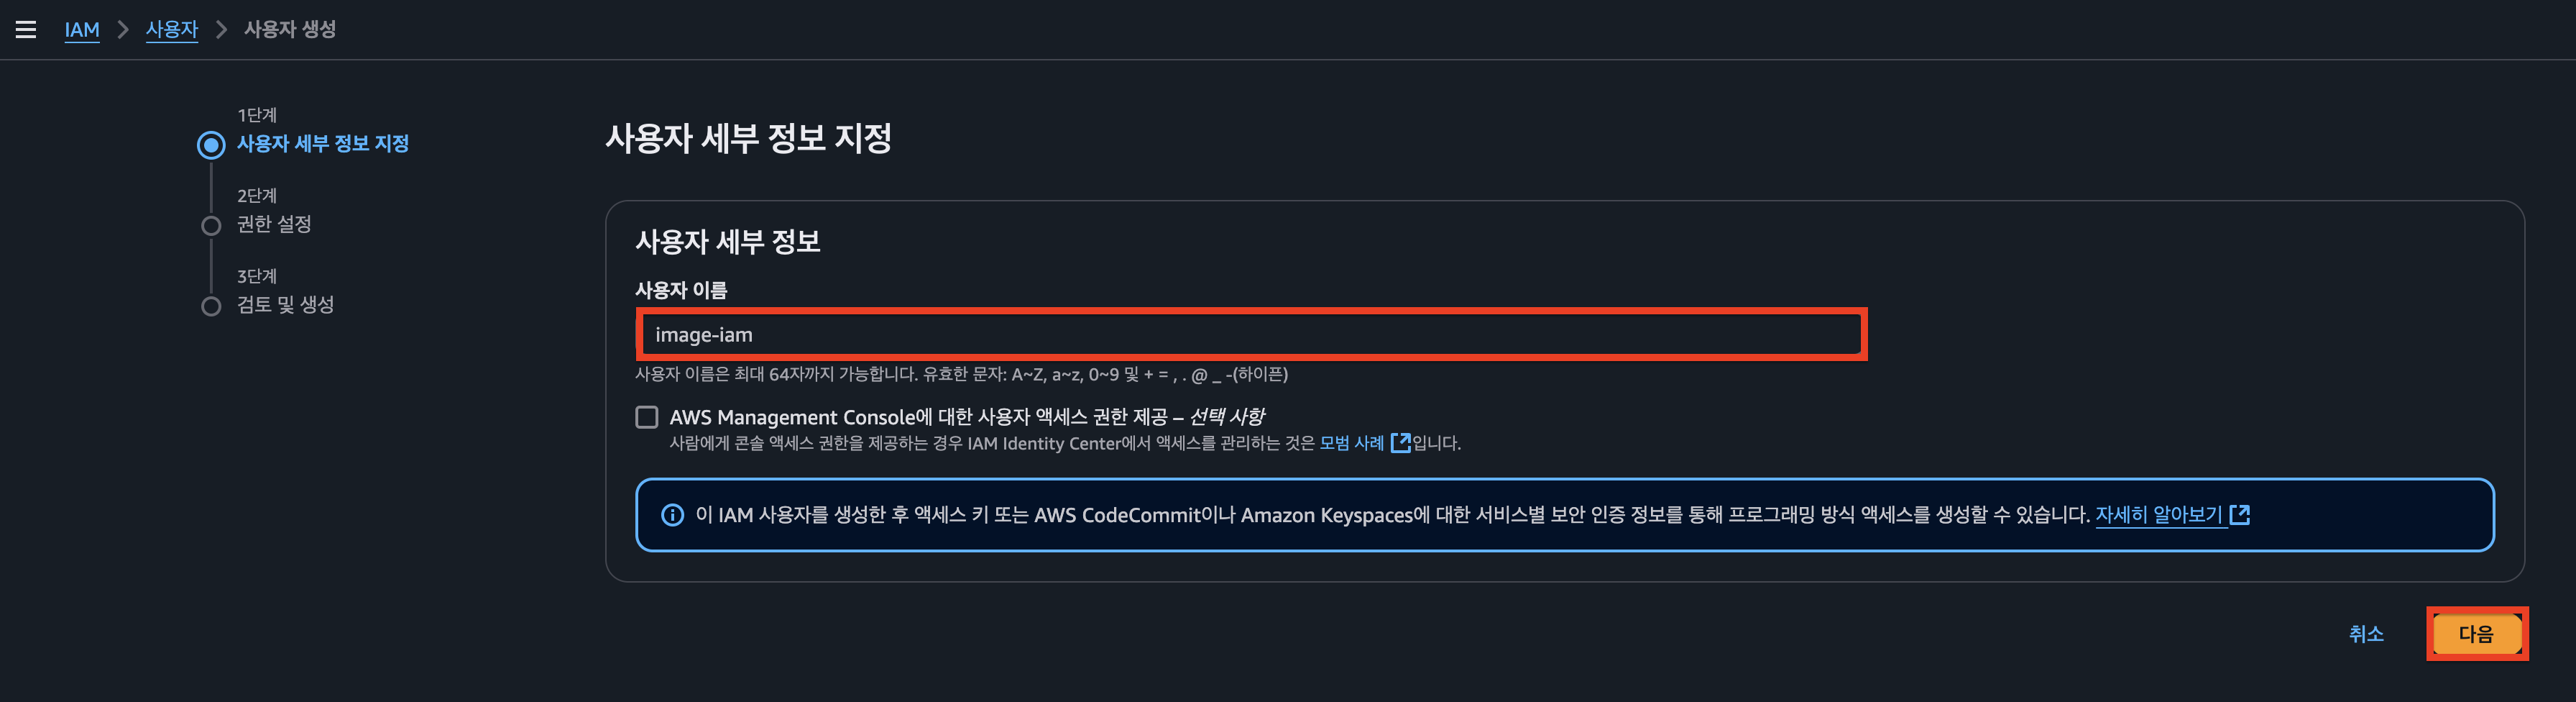 IAM > 사용자 > 사용자 생성
1단계
사용자 세부 정보 지정
2단계
권한 설정
3단계
검토 및 생성
사용자 세부 정보 지정
사용자 세부 정보
사용자 이름
image-iam
사용자 이름은 최대 64자까지 가능합니다. 유효한 문자: A~Z, a~z, 0~9 및 + = , . @ _ -(하이픈)
AWS Management Console에 대한 사용자 액세스 권한 제공 – 선택 사항
사람에게 콘솔 액세스 권한을 제공하는 경우 IAM Identity Center에서 액세스를 관리하는 것은 모범 사례 입니다.
이 IAM 사용자를 생성한 후 액세스 키 또는 AWS CodeCommit이나 Amazon Keyspaces에 대한 서비스별 보안 인증 정보를 통해 프로그래밍 방식 액세스를 생성할 수 있습니다. 자세히 알아보기
취소
다음